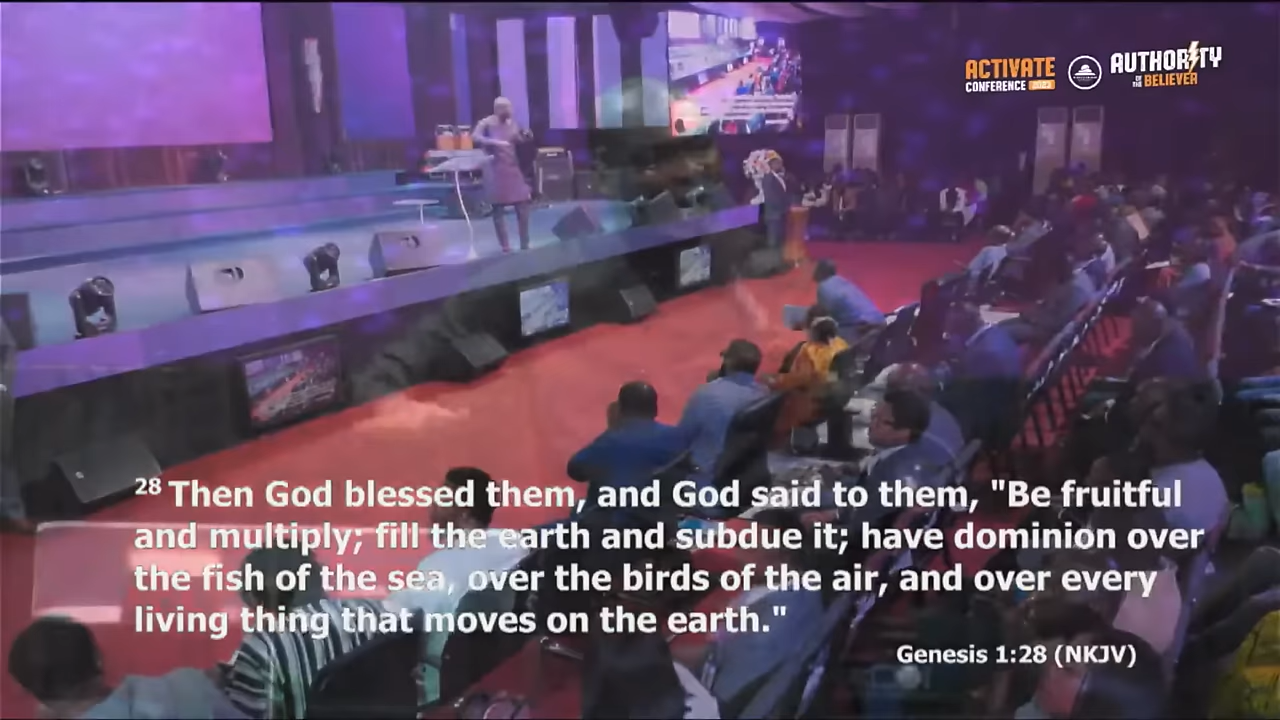 ACTIVATE
CONFERENCE 2023
AUTHORITY
OF THE BELIEVER
28 Then God blessed them, and God said to them, "Be fruitful
and multiply; fill the earth and subdue it; have dominion over
the fish of the sea, over the birds of the air, and over every
living thing that moves on the earth."
Genesis 1:28 (NKJV)